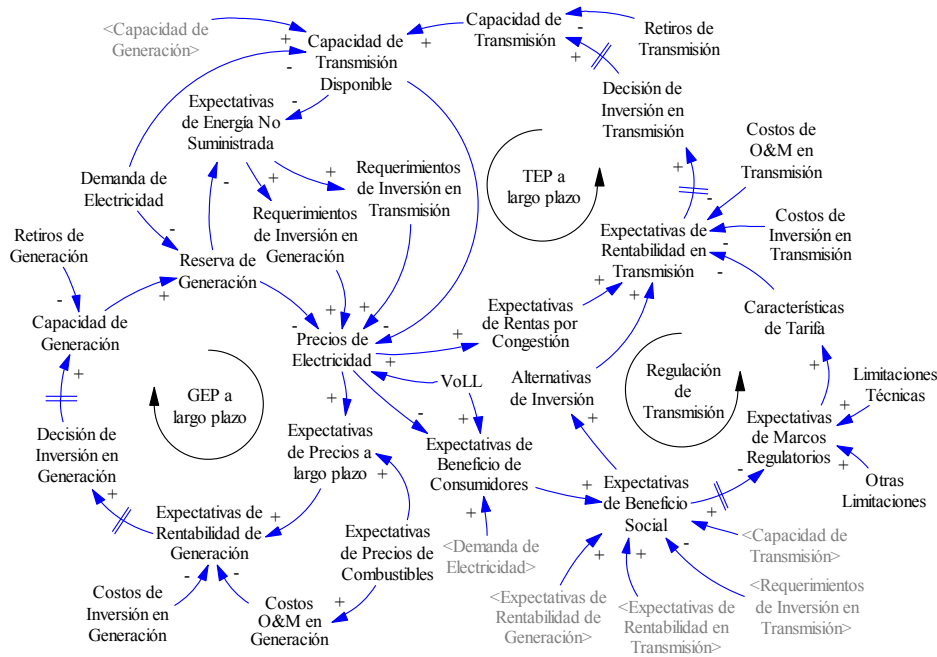 <Capacidad de
Generación>
Capacidad de
Transmisión
Disponible
Capacidad de
Transmisión
Retiros de
Transmisión
Expectativas
de Energía No
Suministrada
Decisión de
Inversión en
Transmisión
Costos de
O&M en
Transmisión
TEP a
largo plazo
Demanda de
Electricidad
Requerimientos
de Inversión en
Transmisión
Requerimientos
de Inversión en
Generación
Retiros de
Generación
Reserva de
Generación
Expectativas de
Rentabilidad en
Transmisión
Costos de
Inversión en
Transmisión
Capacidad de
Generación
Precios de
Electricidad
Expectativas
de Rentas por
Congestión
Características
de Tarifa
GEP a
largo plazo
VoLL
Alternativas
de Inversión
Regulación
de
Transmisión
Limitaciones
Técnicas
Decisión de
Inversión en
Generación
Expectativas
de Precios a
largo plazo
Expectativas de
Beneficio de
Consumidores
Expectativas
de Marcos
Regulatorios
Otras
Limitaciones
Expectativas de
Rentabilidad de
Generación
Expectativas
de Precios de
Combustibles
Expectativas
de Beneficio
Social
<Demanda de
Electricidad>
<Capacidad de
Transmisión>
Costos de
Inversión en
Generación
Costos
O&M en
Generación
<Expectativas de
Rentabilidad de
Generación>
<Expectativas de
Rentabilidad en
Transmisión>
<Requerimientos
de Inversión en
Transmisión>